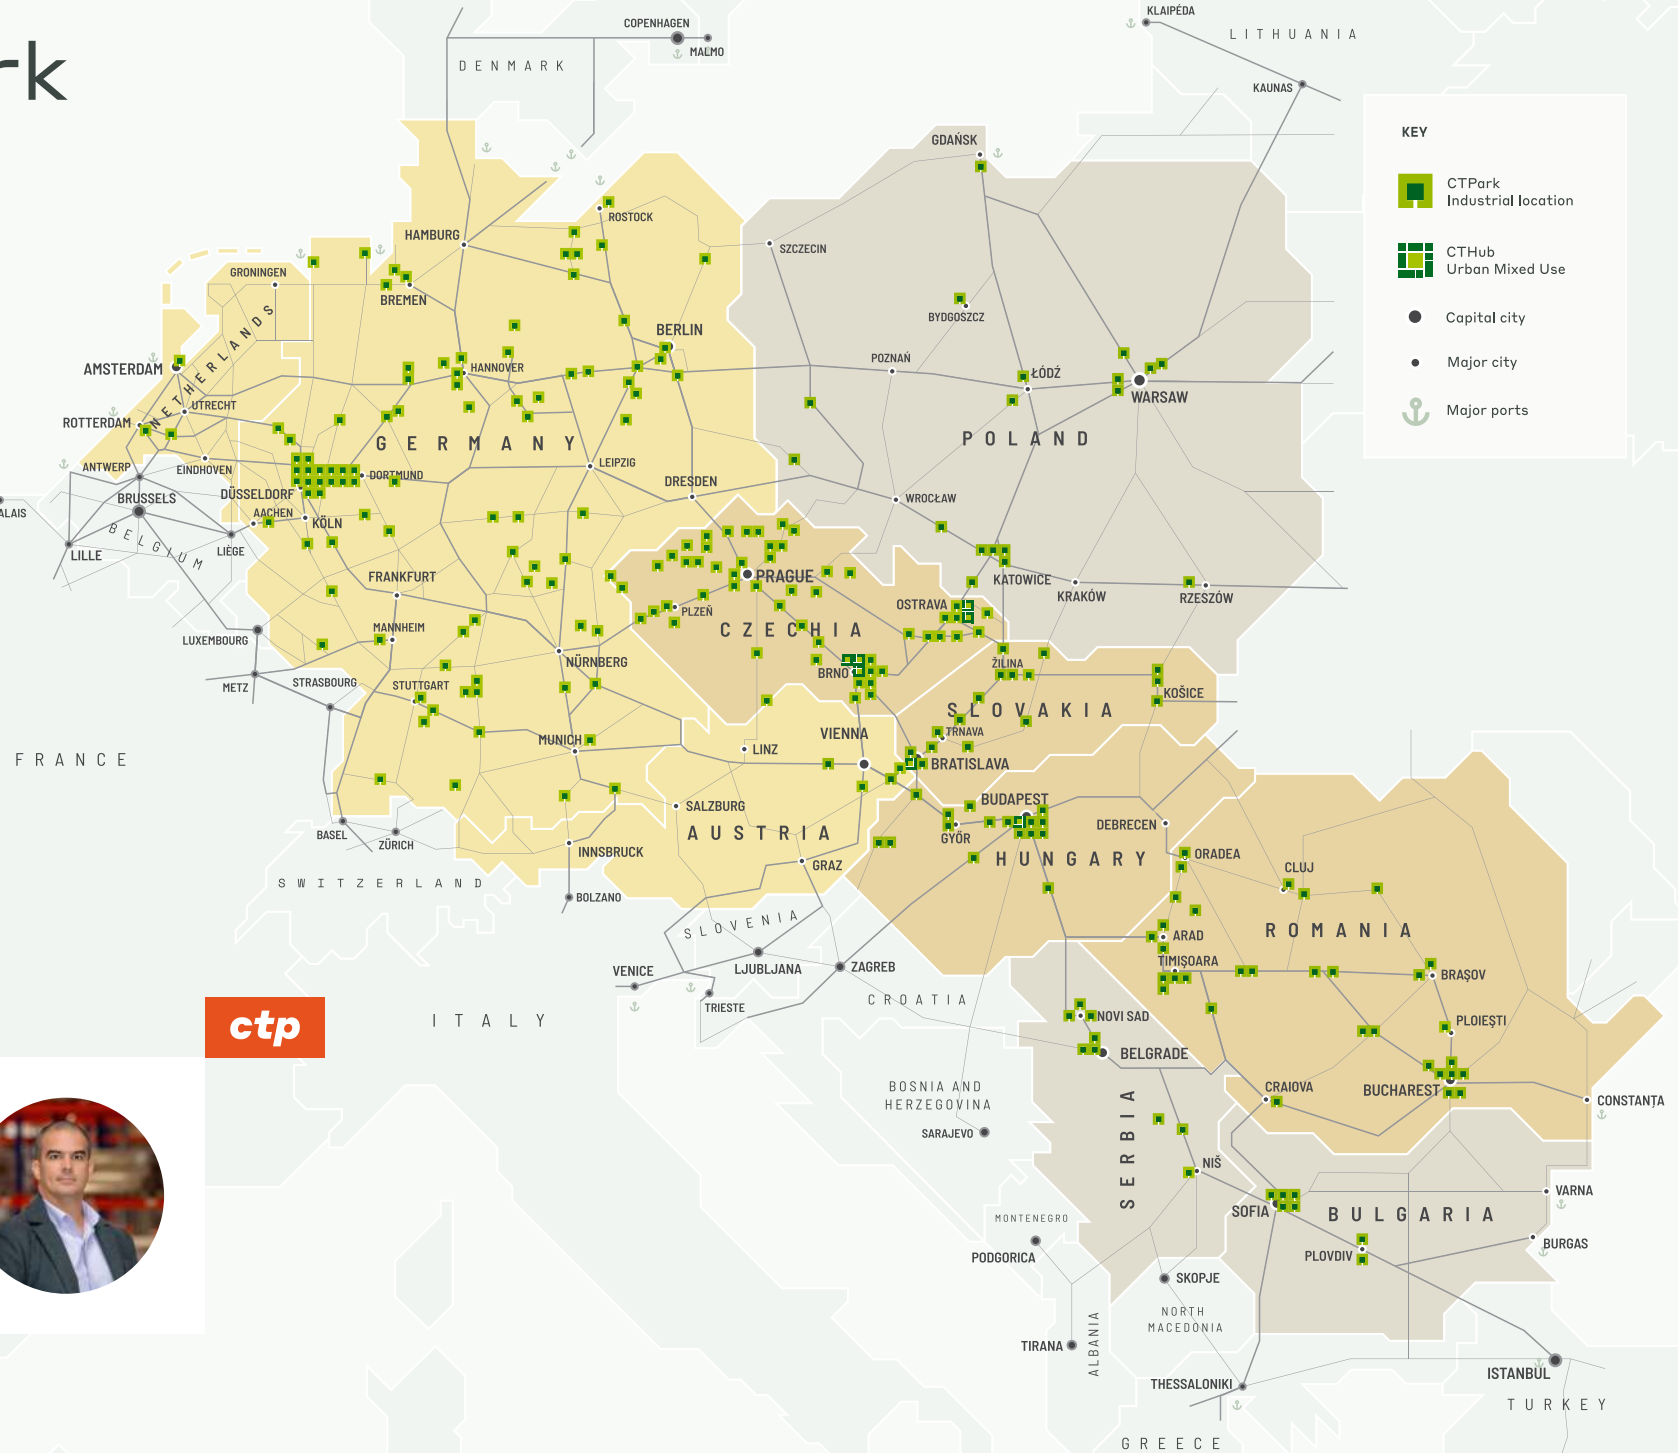 rk
KLAIPÉDA
LITHUANIA
COPENHAGEN
MALMO
DENMARK
KAUNAS
KEY
CTPark
Industrial location
CTHub
Urban Mixed Use
Capital city
Major city
Major ports
GDAŃSK
ROSTOCK
HAMBURG
SZCZECIN
GRONINGEN
BREMEN
BYDGOSZCZ
BERLIN
NETHERLANDS
AMSTERDAM
HANNOVER
POZNAŃ
ŁÓDŹ
WARSAW
UTRECHT
ROTTERDAM
GERMANY
POLAND
ANTWERP
EINDHOVEN
DORTMUND
LEIPZIG
DRESDEN
BRUSSELS
DÜSSELDORF
WROCŁAW
ALAIS
AACHEN
KÖLN
BELGIUM
LILLE
LIÈGE
FRANKFURT
PRAGUE
KATOWICE
KRAKÓW
RZESZÓW
OSTRAVA
PLZEŇ
CZECHIA
MANNHEIM
LUXEMBOURG
NÜRNBERG
ŽILINA
BRNO
METZ
STRASBOURG
STUTTGART
KOŠICE
SLOVAKIA
TRNAVA
VIENNA
MUNICH
LINZ
FRANCE
BRATISLAVA
BUDAPEST
SALZBURG
DEBRECEN
BASEL
ZÜRICH
AUSTRIA
GYÖR
HUNGARY
INNSBRUCK
GRAZ
ORADEA
CLUJ
SWITZERLAND
BOLZANO
SLOVENIA
ROMANIA
ARAD
TIMIȘOARA
VENICE
LJUBLJANA
ZAGREB
BRAȘOV
CROATIA
TRIESTE
ctp
ITALY
NOVI SAD
PLOIEȘTI
BELGRADE
BOSNIA AND
HERZEGOVINA
CRAIOVA
BUCHAREST
CONSTANȚA
SARAJEVO
SERBIA
NIŠ
VARNA
SOFIA
BULGARIA
MONTENEGRO
PODGORICA
PLOVDIV
BURGAS
SKOPJE
NORTH
MACEDONIA
TIRANA
ALBANIA
ISTANBUL
THESSALONIKI
TURKEY
GREECE